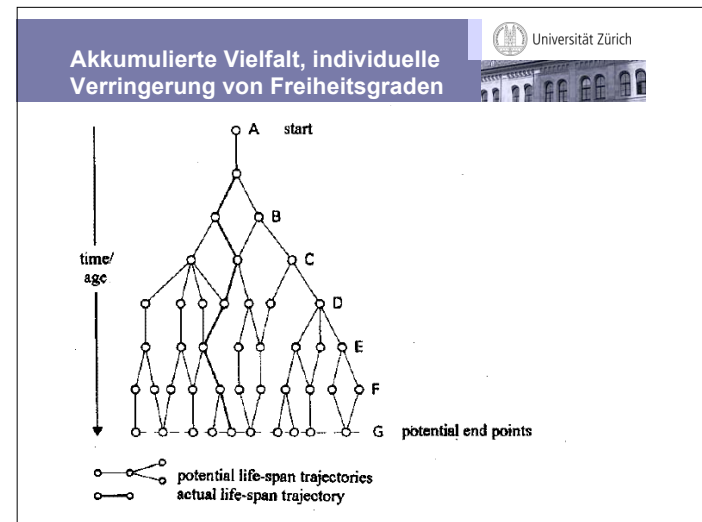 Akkumulierte Vielfalt, individuelle
Verringerung von Freiheitsgraden
Universität Zürich
A start
B
time/
age
C
D
E
F
G potential end points
potential life-span trajectories
actual life-span trajectory